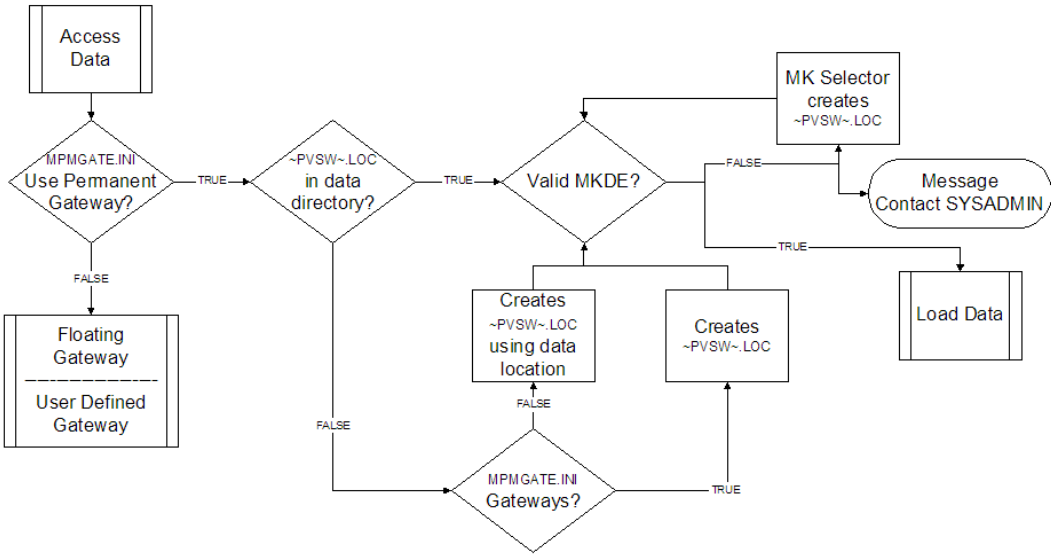 Access
Data
MPMGATE.INI
Use Permanent
Gateway?
TRUE
~PVSW~.LOC
in data
directory?
TRUE
Valid MKDE?
FALSE
MK Selector
creates
~PVSW~.LOC
Message
Contact SYSADMIN
TRUE
Load Data
FALSE
Floating
Gateway
User Defined
Gateway
FALSE
MPMGATE.INI
Gateways?
FALSE
Creates
~PVSW~.LOC
using data
location
TRUE
Creates
~PVSW~.LOC